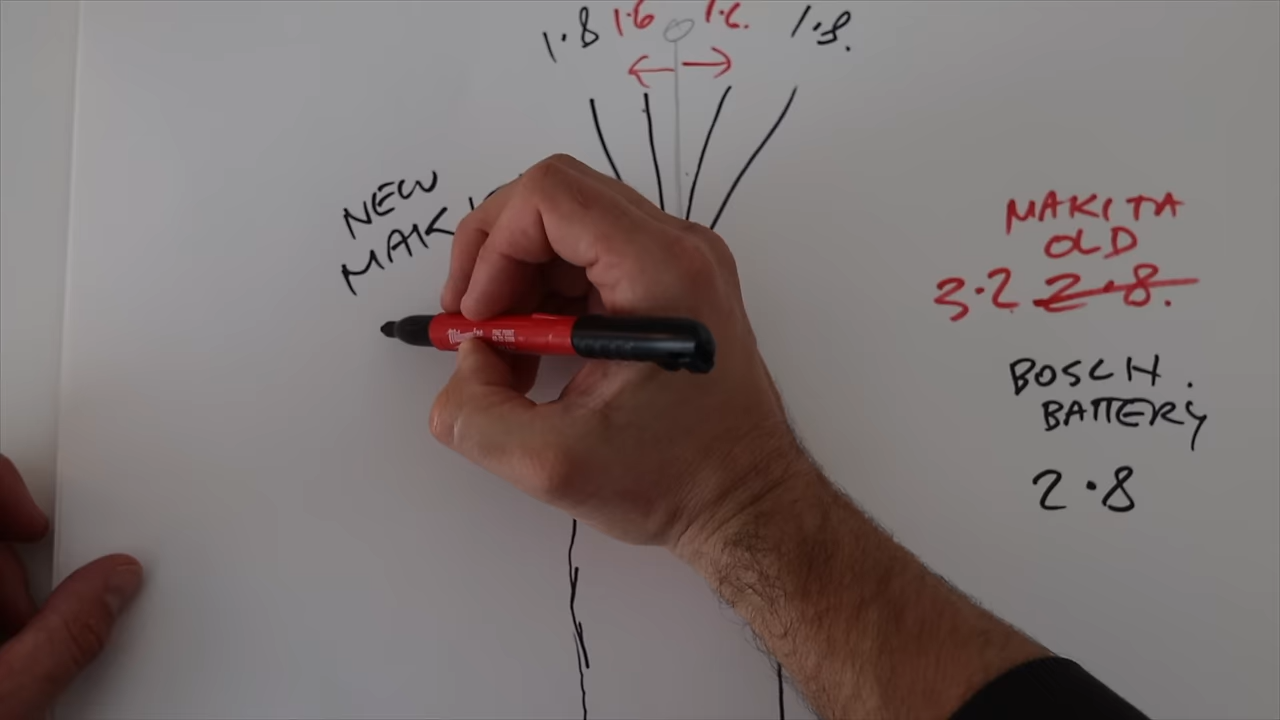 1.8 1.6 1.6. 1.8.
NEW
MAK
MAKITA
OLD
3.2 2.8.
BOSCH.
BATTERY
2.8